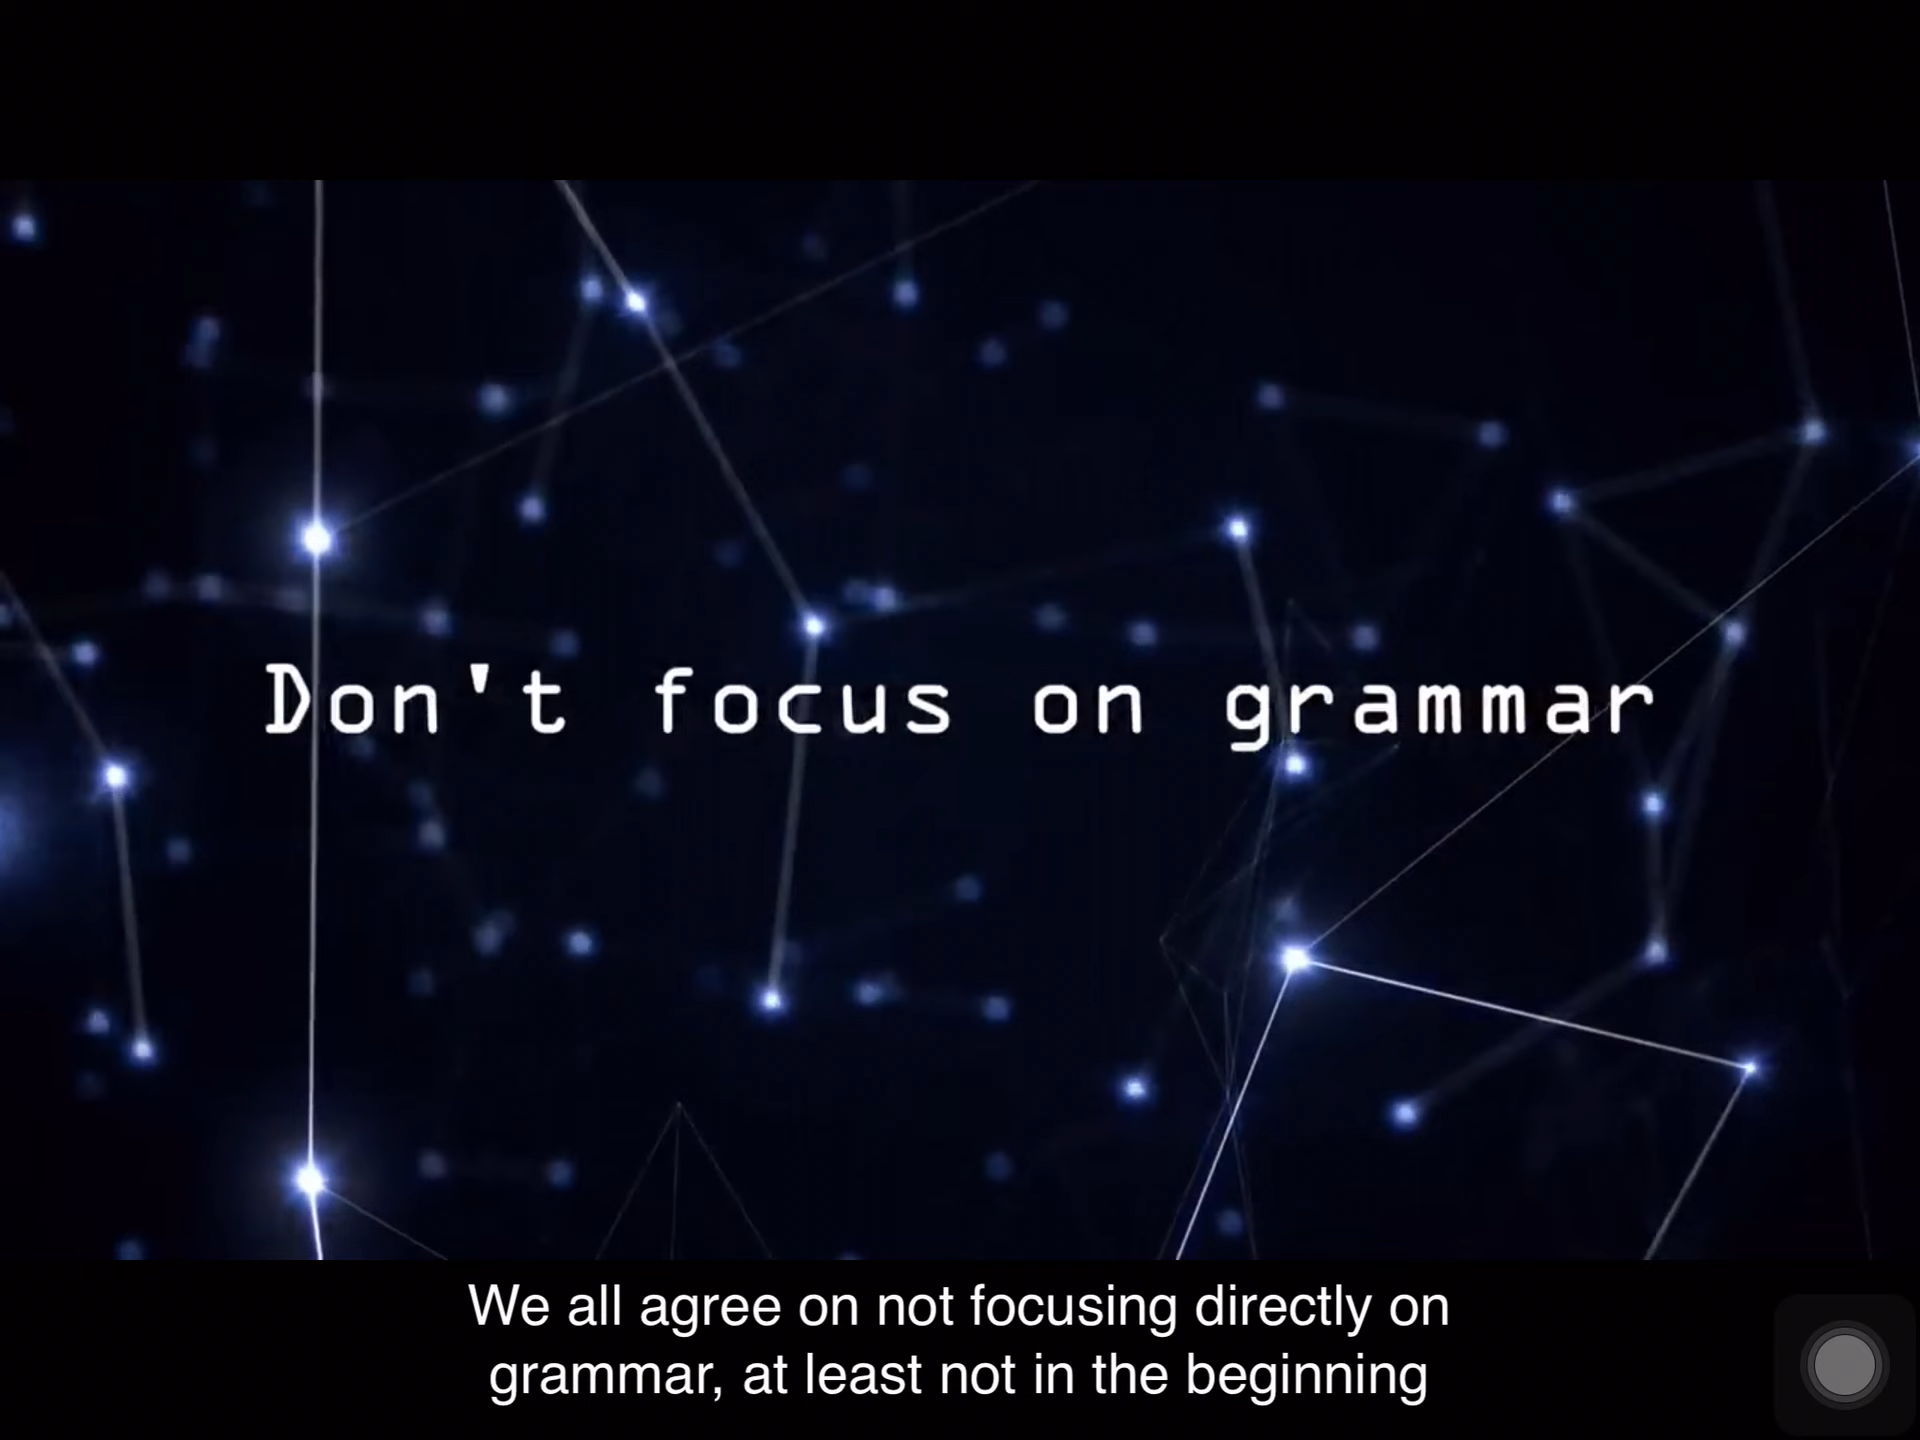 Don't focus on grammar
We all agree on not focusing directly on
grammar, at least not in the beginning